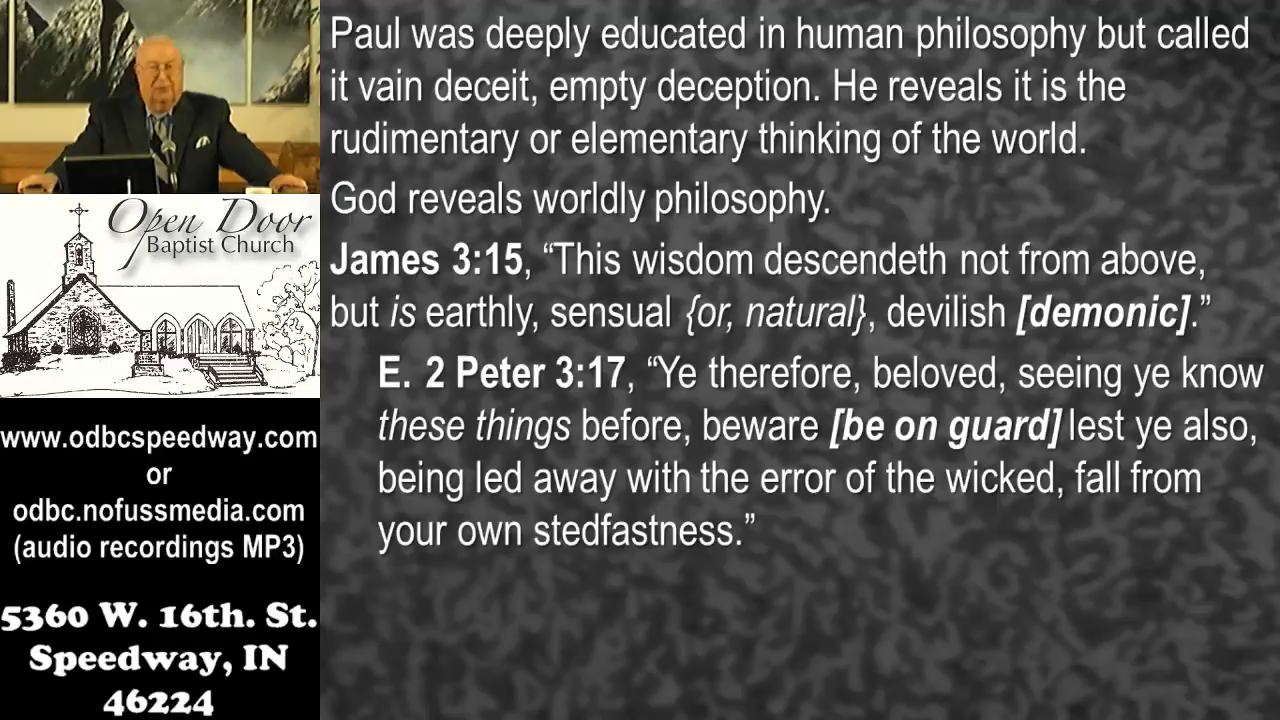 Paul was deeply educated in human philosophy but called
it vain deceit, empty deception. He reveals it is the
rudimentary or elementary thinking of the world.
God reveals worldly philosophy.
James 3:15, “This wisdom descendeth not from above,
but is earthly, sensual {or, natural}, devilish [demonic].”
E. 2 Peter 3:17, “Ye therefore, beloved, seeing ye know
these things before, beware [be on guard] lest ye also,
being led away with the error of the wicked, fall from
your own stedfastness.”
Open Door
Baptist Church
www.odbcspeedway.com
or
odbc.nofussmedia.com
(audio recordings MP3)
5360 W. 16th. St.
Speedway, IN
46224